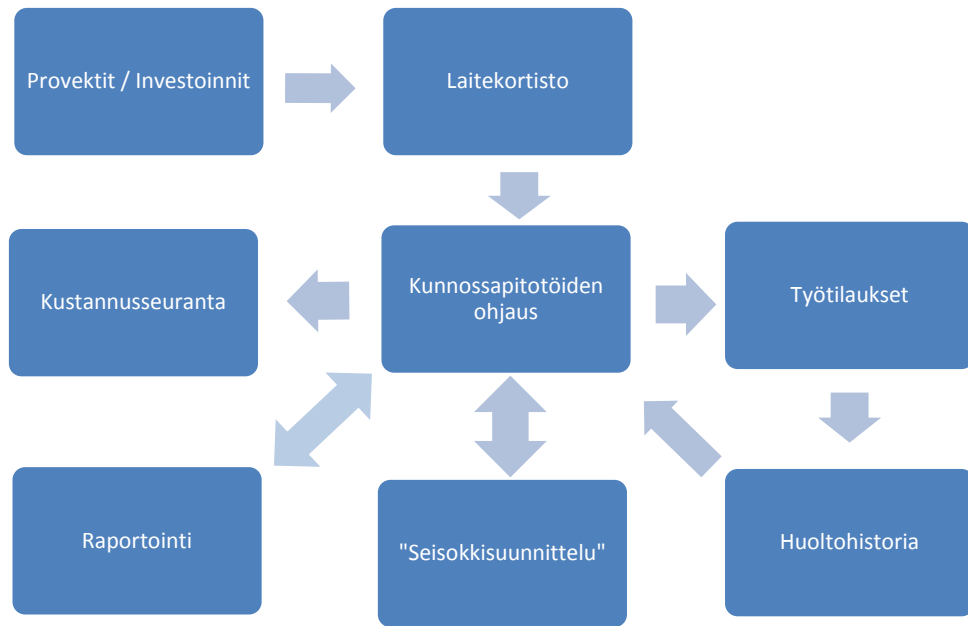 Provektit / Investoinnit
Laitekortisto
Kustannusseuranta
Kunnossapitotöiden
ohjaus
Työtilaukset
Raportointi
"Seisokkisuunnittelu"
Huoltohistoria